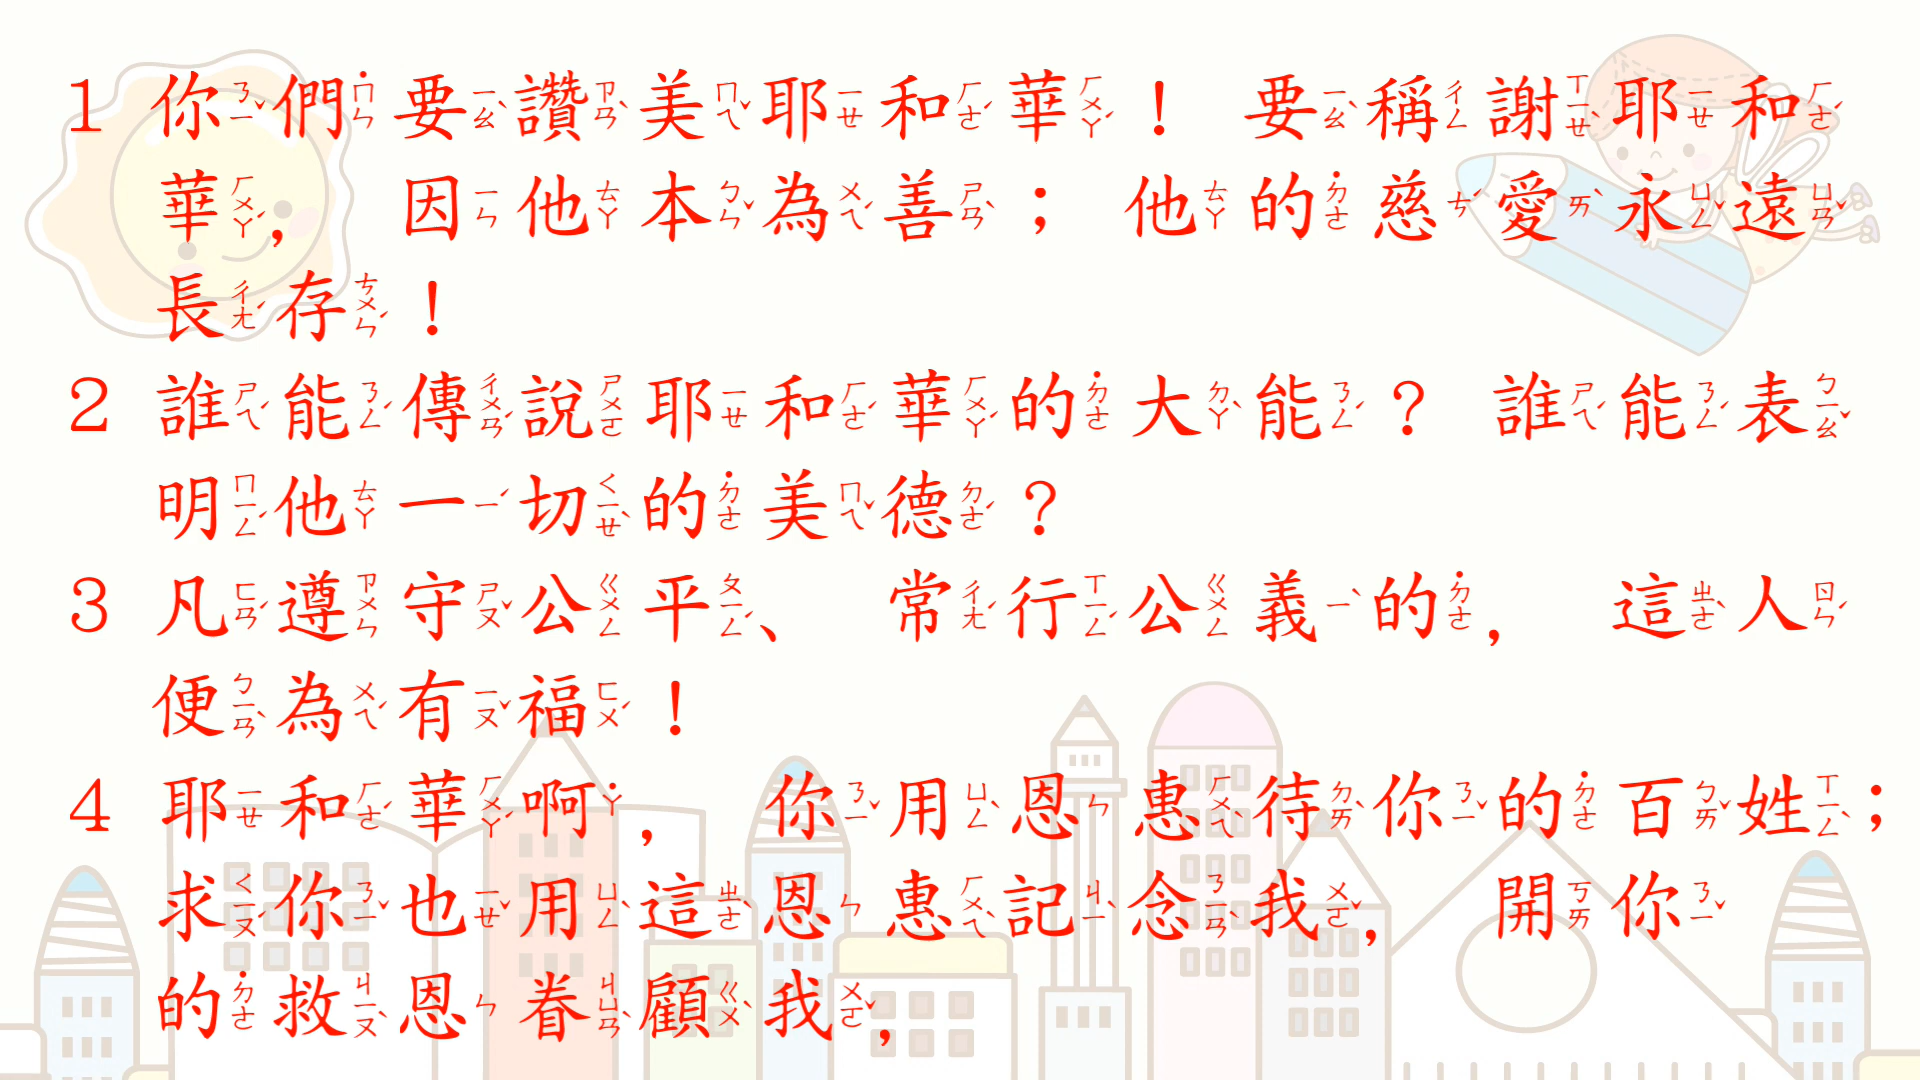 1 你們要讚美耶和華！ 要稱謝耶和
華， 因他本為善； 他的慈愛永遠
長存！
2 誰能傳說耶和華的大能？ 誰能表
明他一切的美德？
3 凡遵守公平、 常行公義的， 這人
便為有福！
4 耶和華啊， 你用恩惠待你的百姓；
求你也用這恩惠記念我， 開你
的救恩眷顧我，